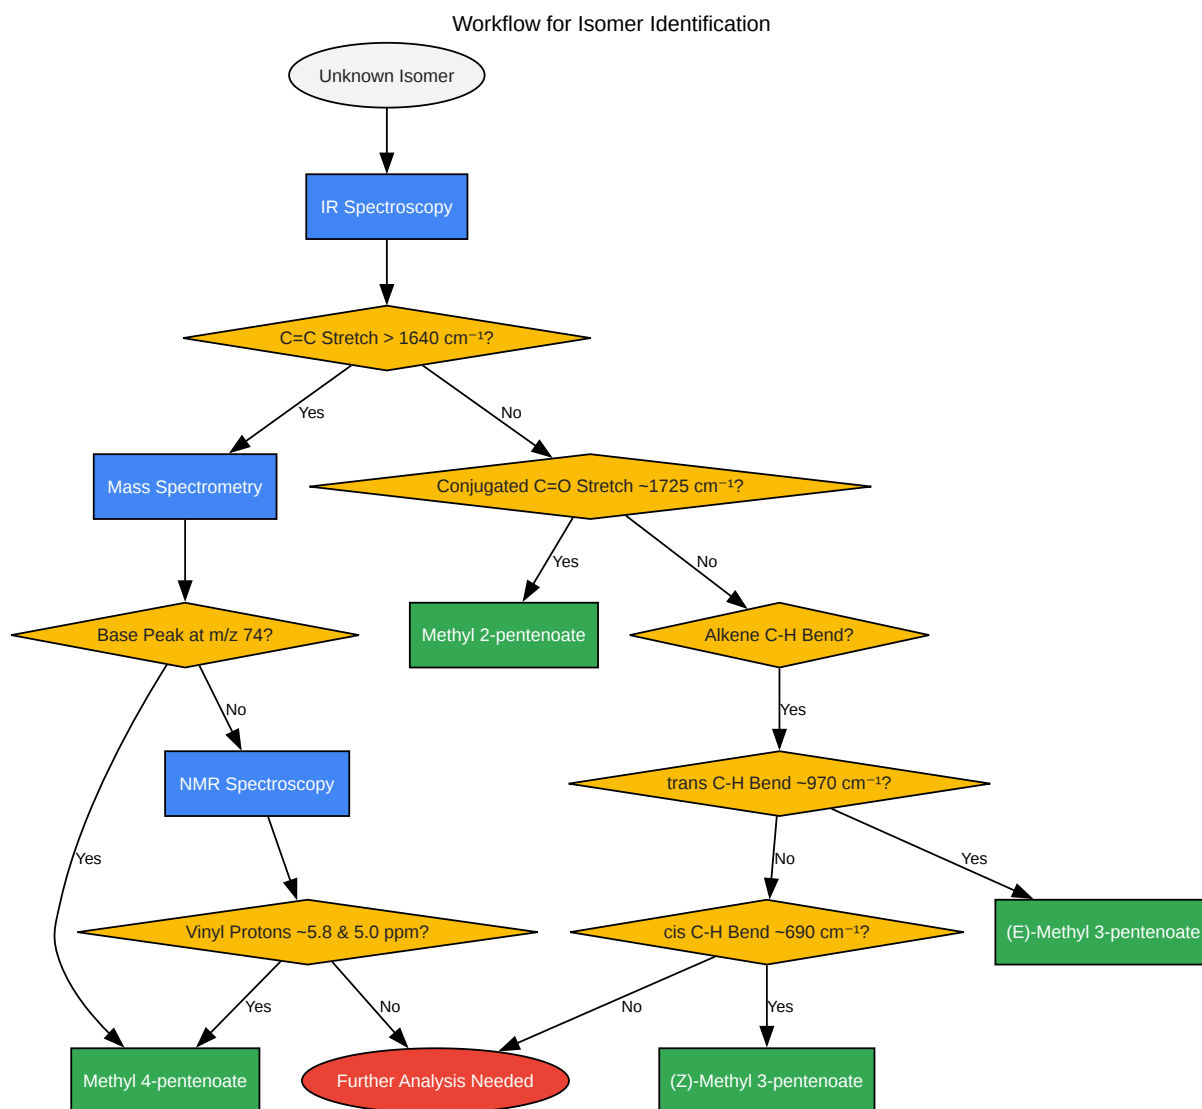 Workflow for Isomer Identification
Unknown Isomer
IR Spectroscopy
C=C Stretch > 1640 cm⁻¹?
Yes
No
Mass Spectrometry
Conjugated C=O Stretch ~1725 cm⁻¹?
Yes
No
Base Peak at m/z 74?
Methyl 2-pentenoate
Alkene C-H Bend?
No
Yes
NMR Spectroscopy
trans C-H Bend ~970 cm⁻¹?
Yes
No
Yes
Vinyl Protons ~5.8 & 5.0 ppm?
cis C-H Bend ~690 cm⁻¹?
(E)-Methyl 3-pentenoate
Yes
No
No
Yes
Methyl 4-pentenoate
Further Analysis Needed
(Z)-Methyl 3-pentenoate